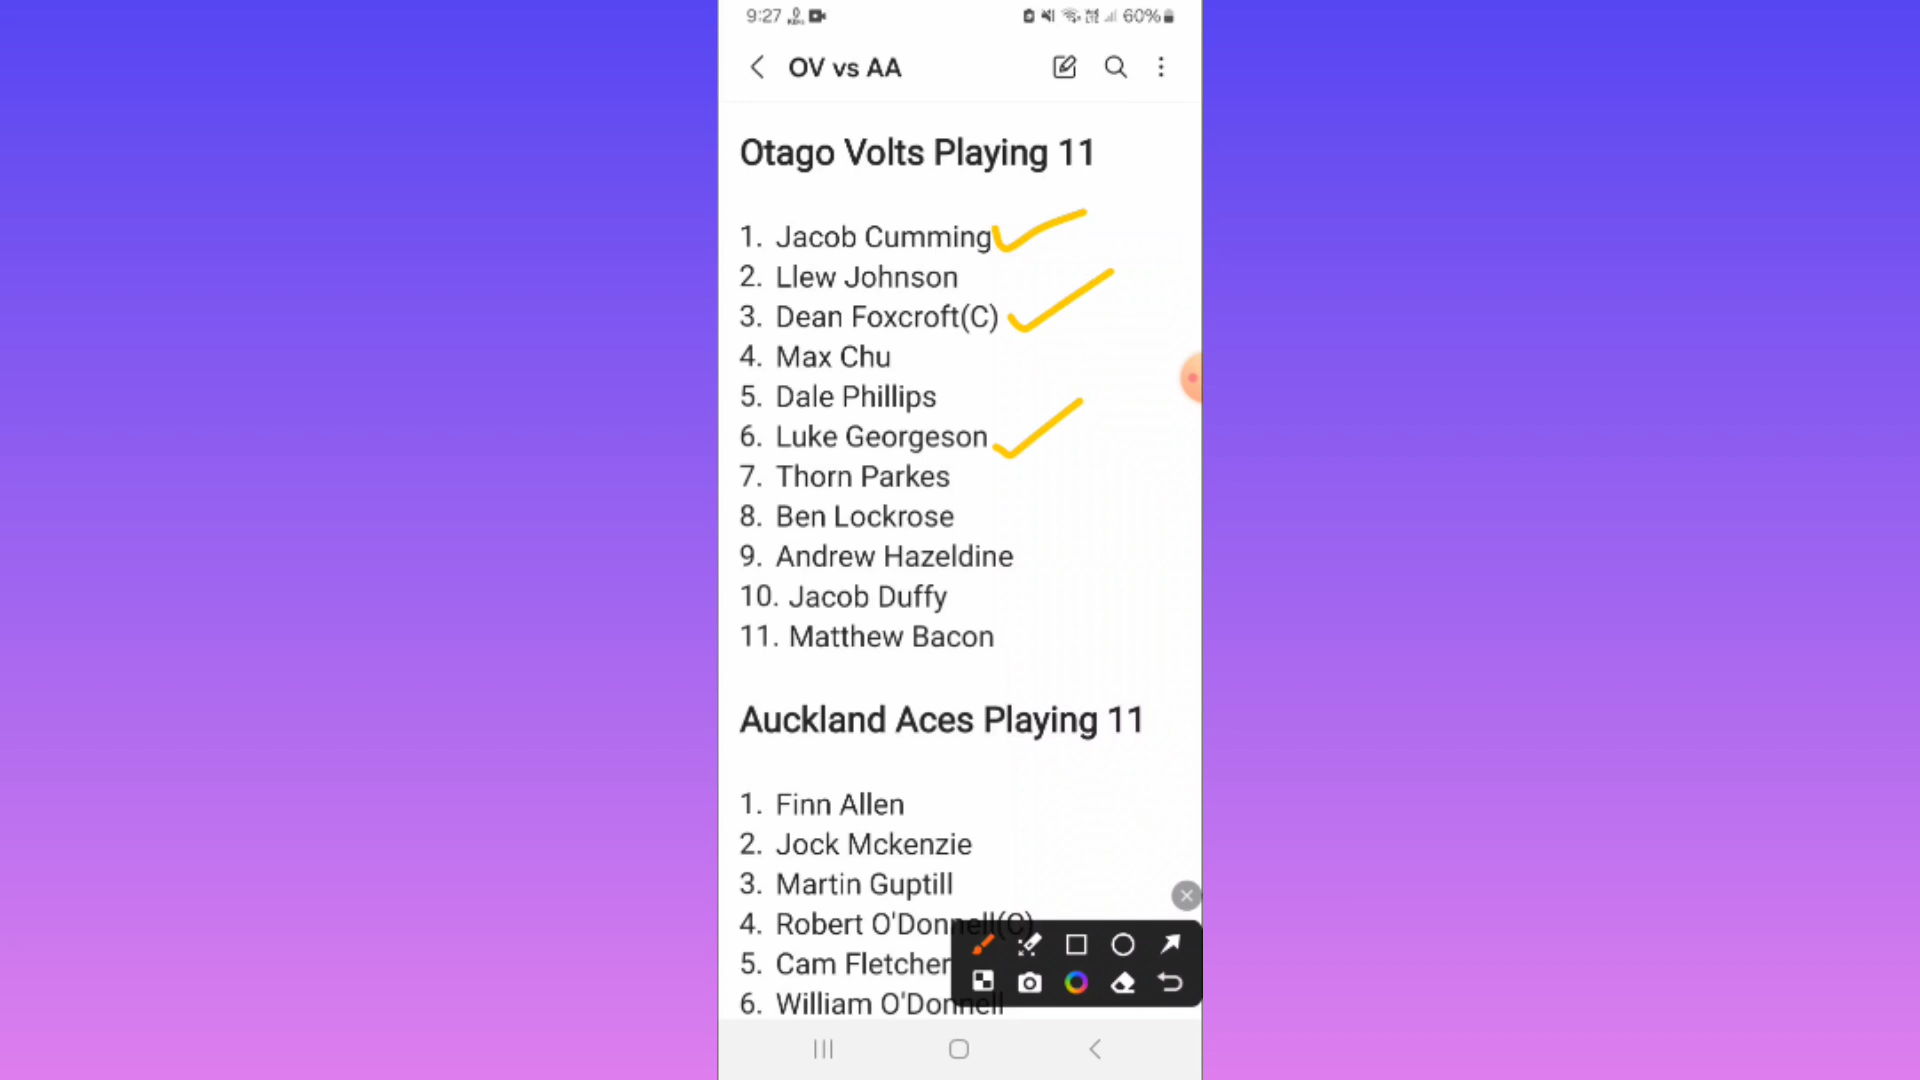 9:27 60%
OV vs AA
Otago Volts Playing 11
1. Jacob Cumming
2. Llew Johnson
3. Dean Foxcroft(C)
4. Max Chu
5. Dale Phillips
6. Luke Georgeson
7. Thorn Parkes
8. Ben Lockrose
9. Andrew Hazeldine
10. Jacob Duffy
11. Matthew Bacon
Auckland Aces Playing 11
1. Finn Allen
2. Jock Mckenzie
3. Martin Guptill
4. Robert O'Donnell(C)
5. Cam Fletcher
6. William O'Donnell